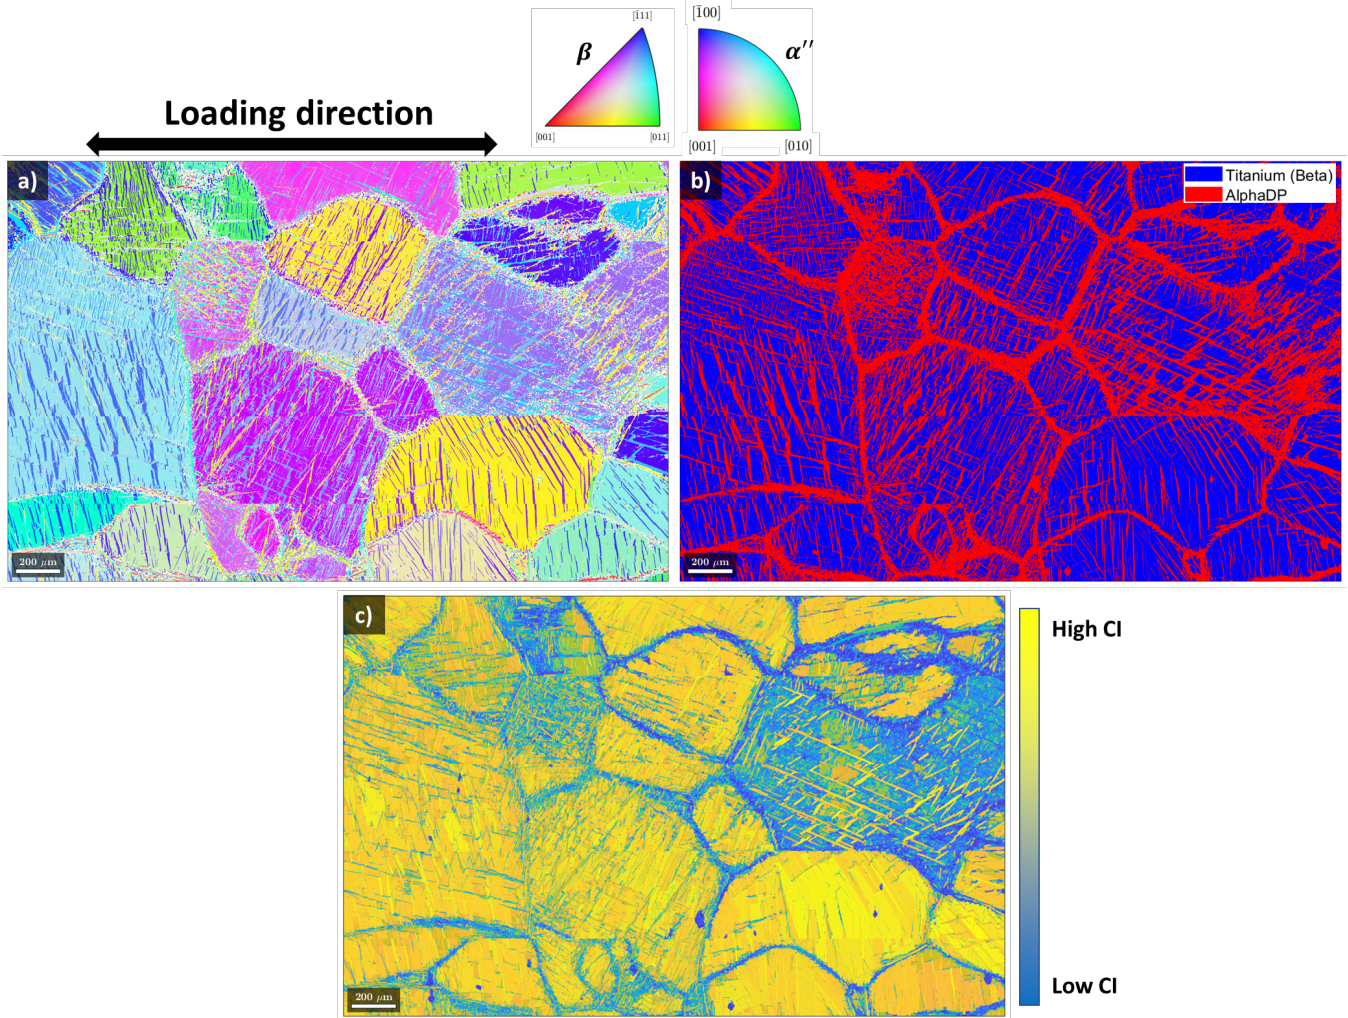 [1̄11]
[1̄00]
β
α′′
[001]
[011]
[001]
[010]
Loading direction
a)
b)
Titanium (Beta)
AlphaDP
200 μm
200 μm
c)
High CI
Low CI
200 μm